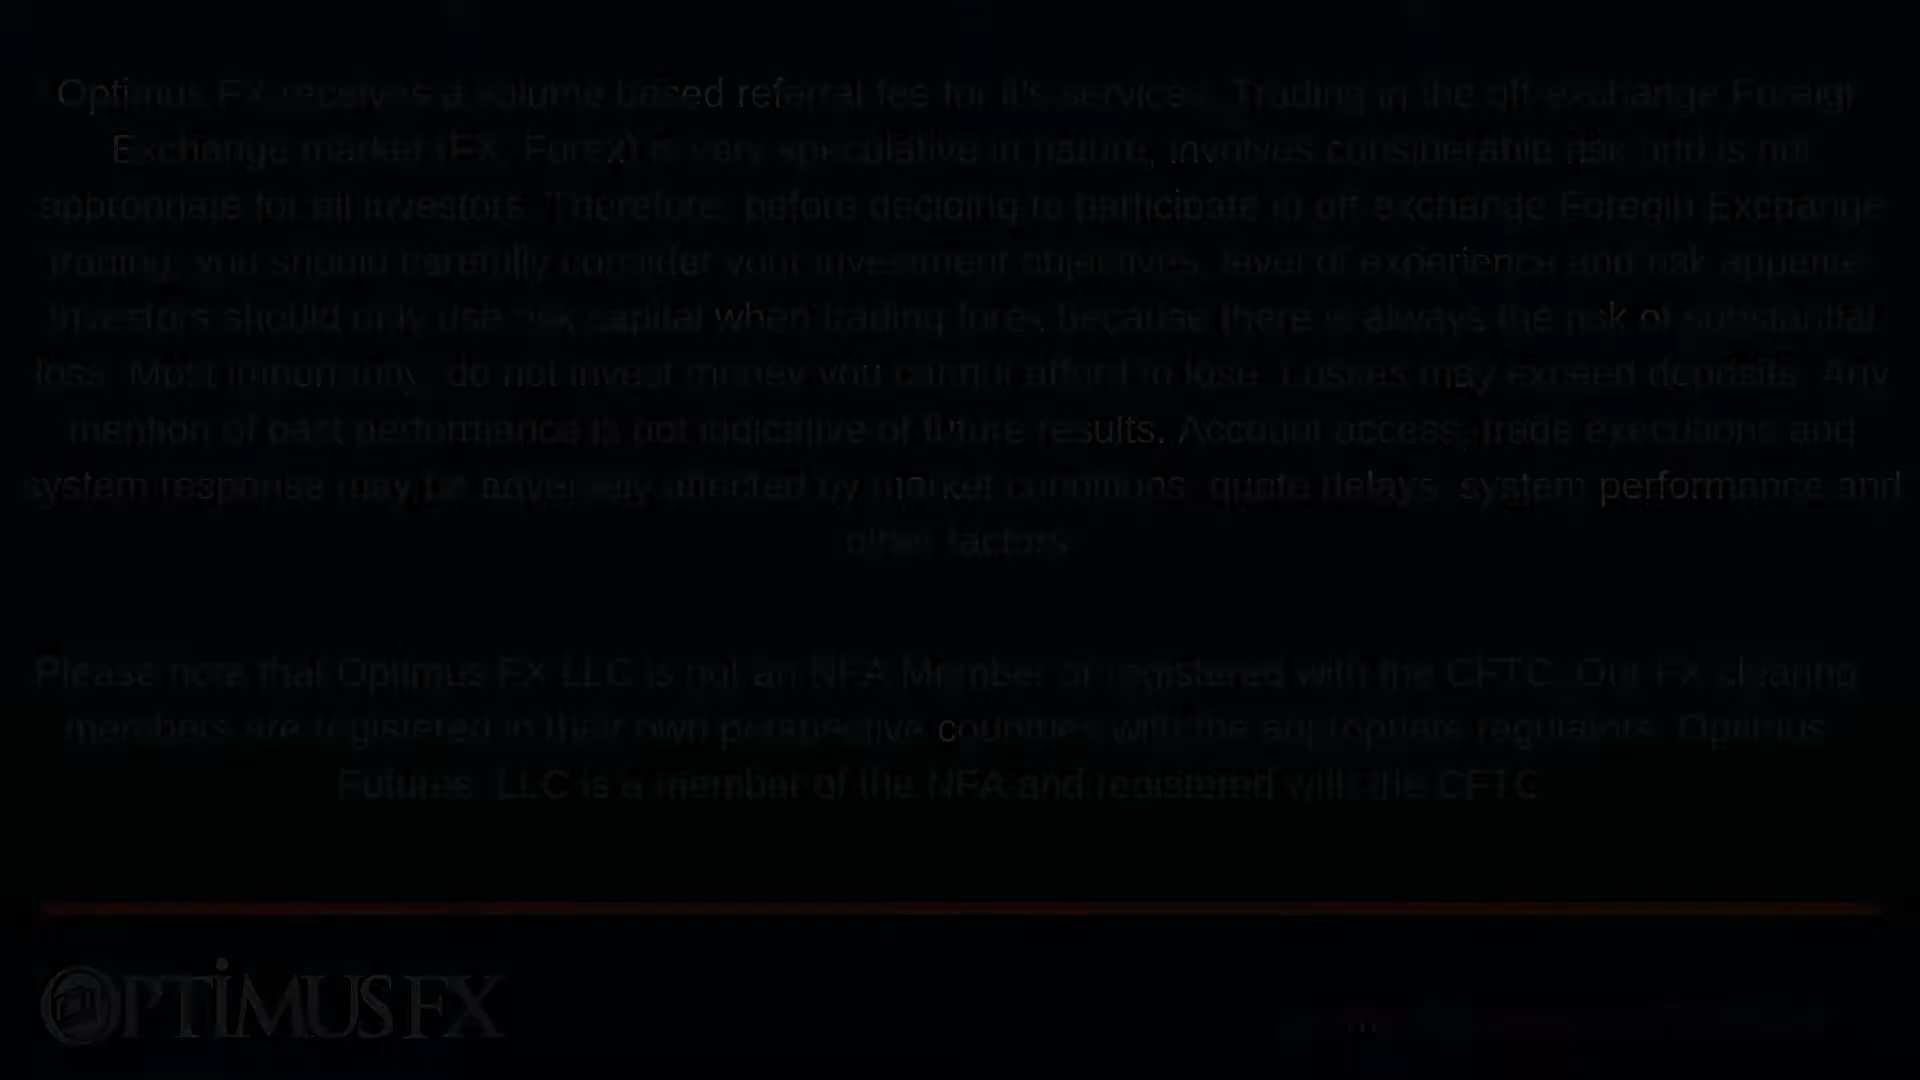 Optimus FX receives a volume based referral fee for it's services. Trading in the off exchange Foreign
Exchange market (FX, Forex) is very speculative in nature, involves considerable risk and is not
appropriate for all investors. Therefore, before deciding to participate in off exchange Foregin Exchange
trading, you should carefully consider your investment objectives, level of experience and risk appetite.
Investors should only use risk capital when trading forex because there is always the risk of substantial
loss. Most importantly, do not invest money you cannot afford to lose. Losses may exceed deposits. Any
mention of past performance is not indicative of future results. Account access, trade executions and
system response may be adversely affected by market conditions, quote delays, system performance and
other factors.
Please note that Optimus FX LLC is not an NFA Member or registered with the CFTC. Our FX clearing
members are registered in their own perspective countries with the appropriate regulators. Optimus
Futures, LLC is a member of the NFA and registered with the CFTC
OPTIMUS FX